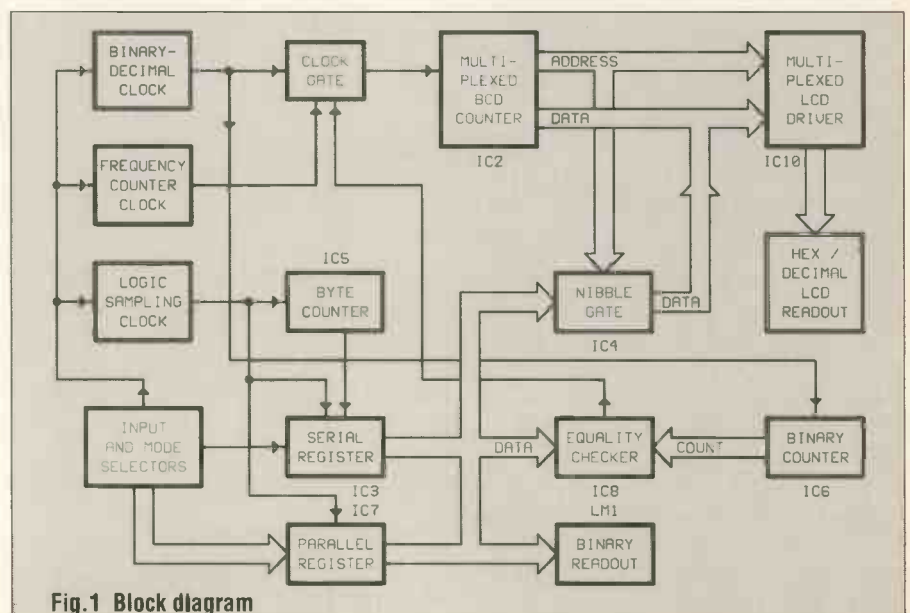 BINARY-
DECIMAL
CLOCK
CLOCK
GATE
MULTI-
PLEXED
BCD
COUNTER
IC2
ADDRESS
DATA
MULTI-
PLEXED
LCD
DRIVER
IC10
FREQUENCY
COUNTER
CLOCK
HEX /
DECIMAL
LCD
READOUT
LOGIC
SAMPLING
CLOCK
IC5
BYTE
COUNTER
NIBBLE
GATE
IC4
DATA
INPUT
AND MODE
SELECTORS
SERIAL
REGISTER
IC3
IC7
DATA
EQUALITY
CHECKER
IC8
LM1
COUNT
BINARY
COUNTER
IC6
PARALLEL
REGISTER
BINARY
READOUT
Fig.1 Block diagram